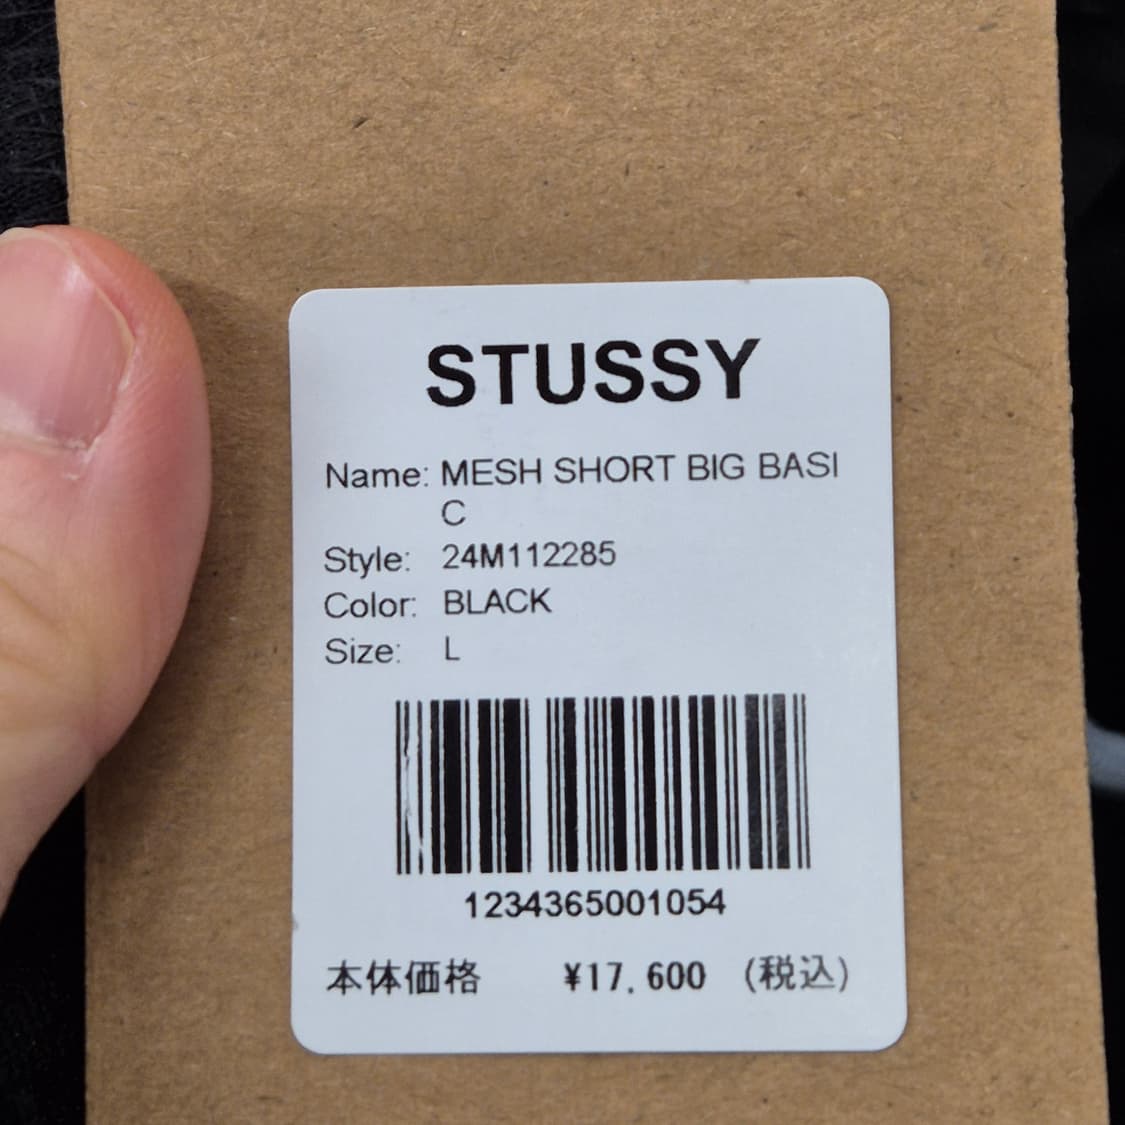 STUSSY
Name: MESH SHORT BIG BASI
C
Style: 24M112285
Color: BLACK
Size: L
1234365001054
本体価格 ¥17,600 (税込)